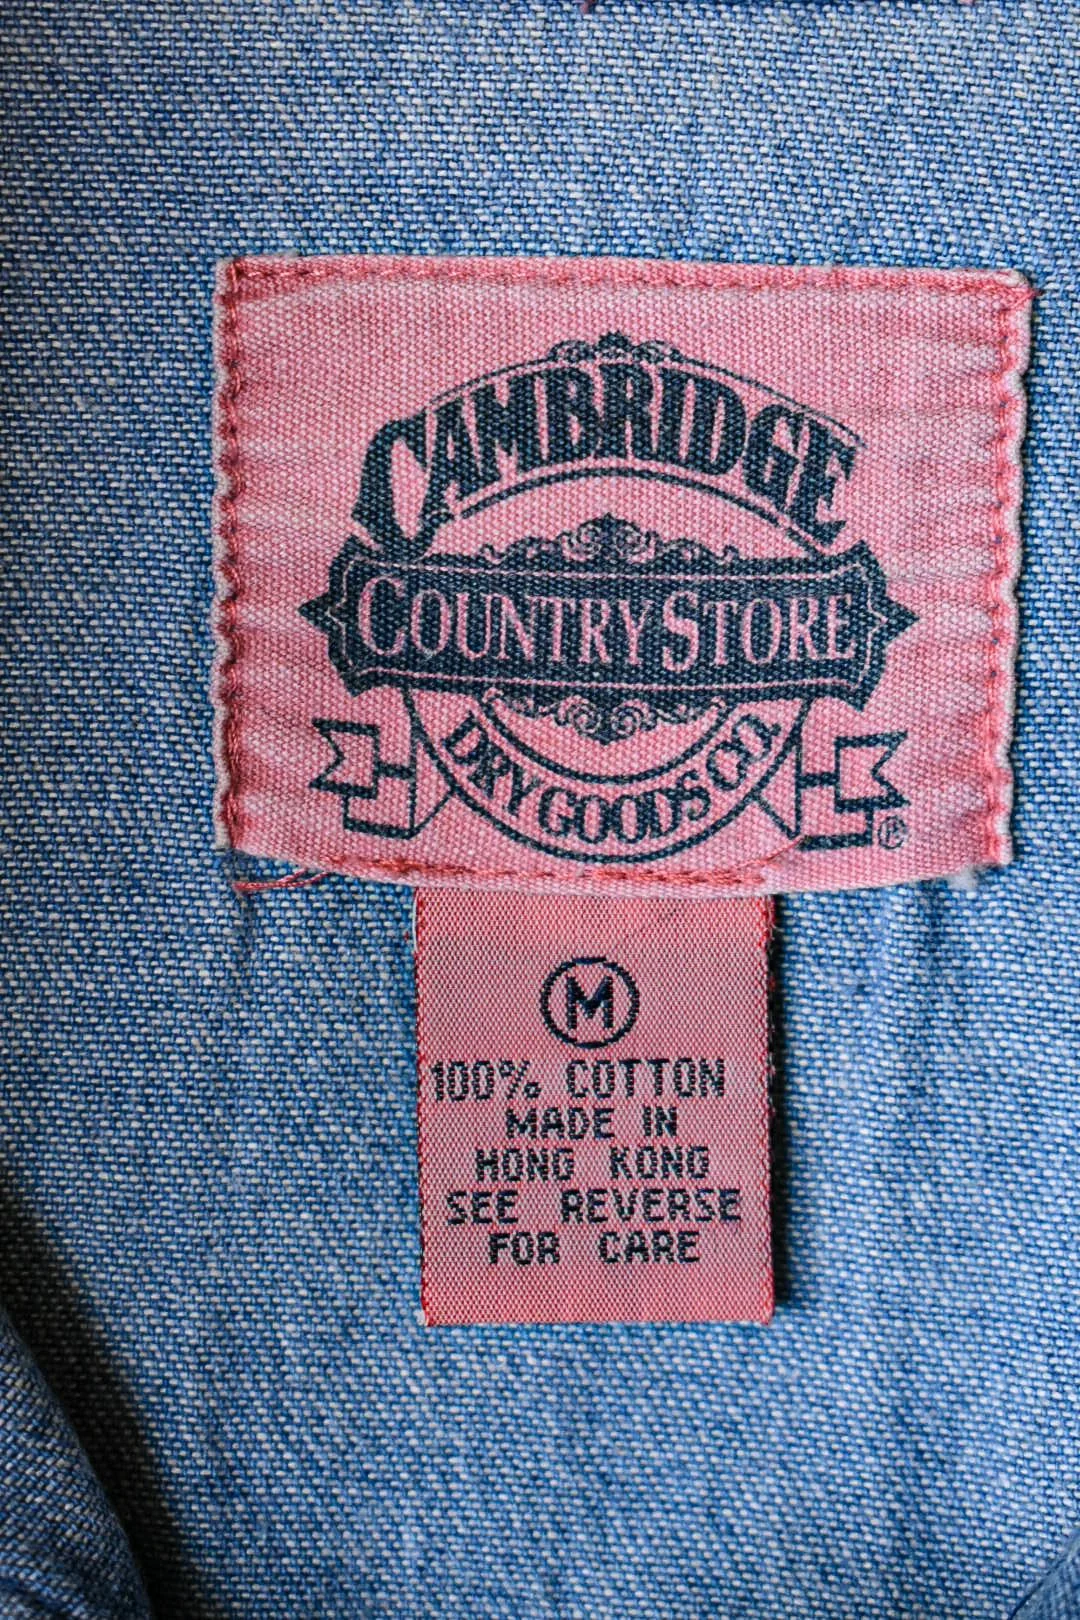 CAMBRIDGE
COUNTRY STORE
DRY GOODS CO.
®
M
100% COTTON
MADE IN
HONG KONG
SEE REVERSE
FOR CARE